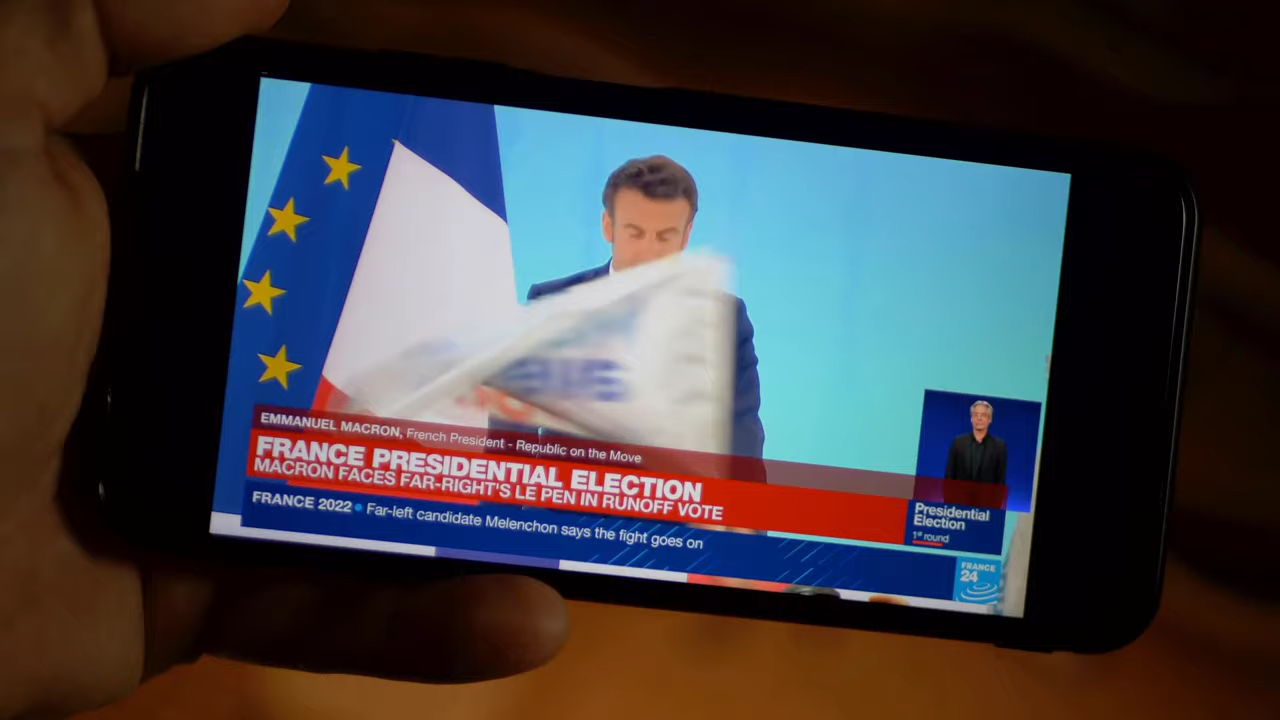 EMMANUEL MACRON, French President - Republic on the Move
FRANCE PRESIDENTIAL ELECTION
MACRON FACES FAR-RIGHT'S LE PEN IN RUNOFF VOTE
FRANCE 2022 • Far-left candidate Melenchon says the fight goes on
Presidential
Election
1st round
FRANCE
24